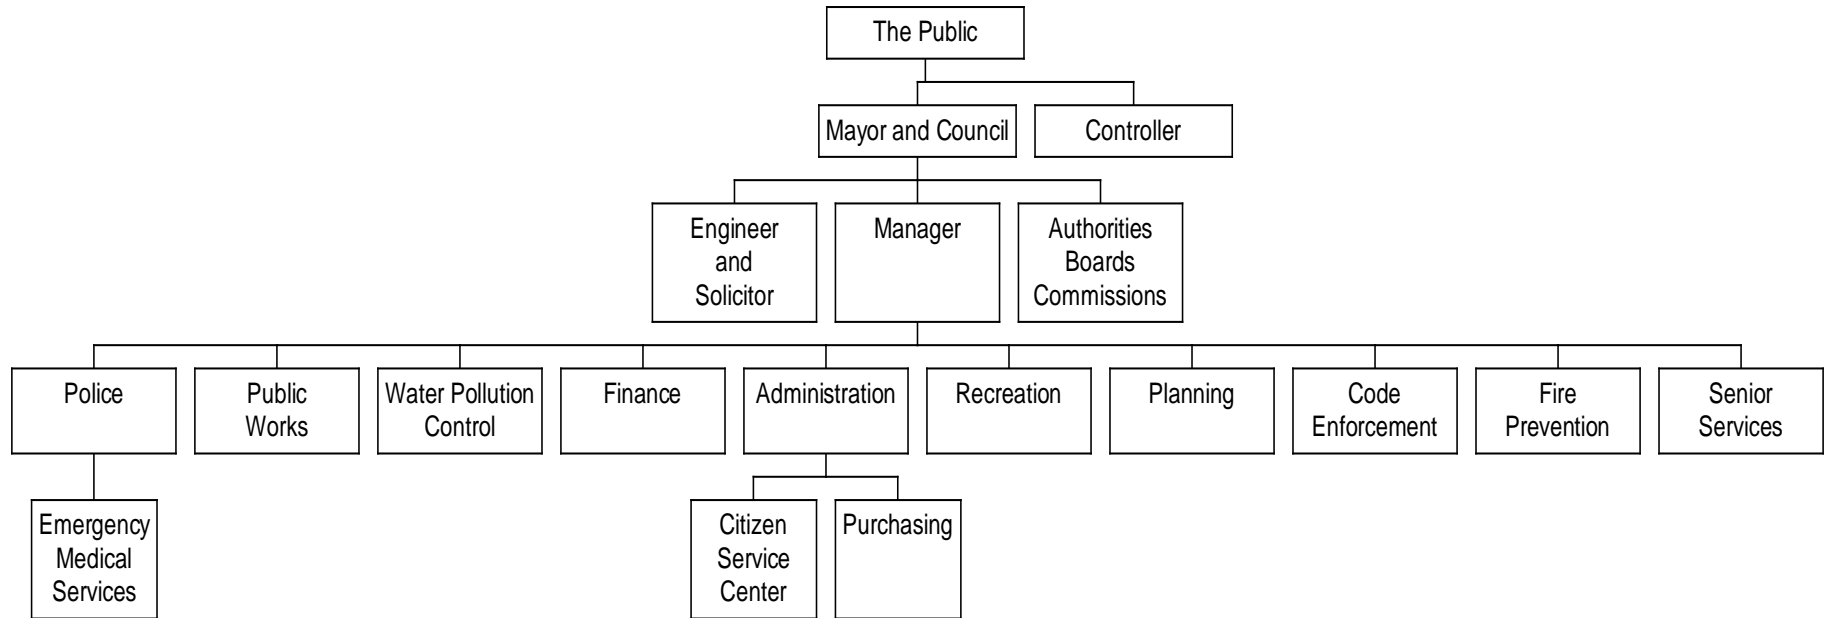 The Public
Mayor and Council
Controller
Engineer
and
Solicitor
Manager
Authorities
Boards
Commissions
Police
Public
Works
Water Pollution
Control
Finance
Administration
Recreation
Planning
Code
Enforcement
Fire
Prevention
Senior
Services
Emergency
Medical
Services
Citizen
Service
Center
Purchasing